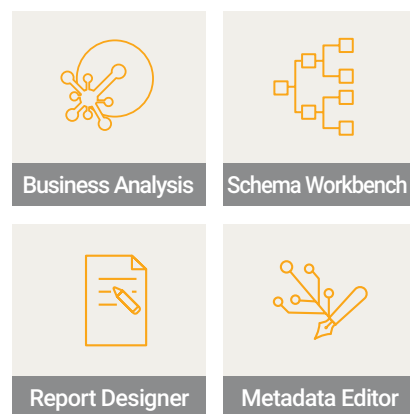 Business Analysis
Schema Workbench
Report Designer
Metadata Editor